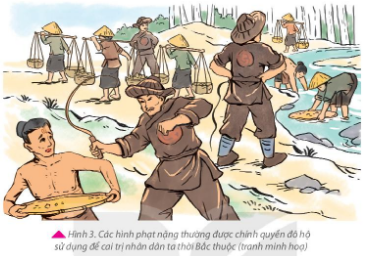 ▲ Hình 3. Các hình phạt nặng thường được chính quyền đô hộ
sử dụng để cai trị nhân dân ta thời Bắc thuộc (tranh minh hoạ)